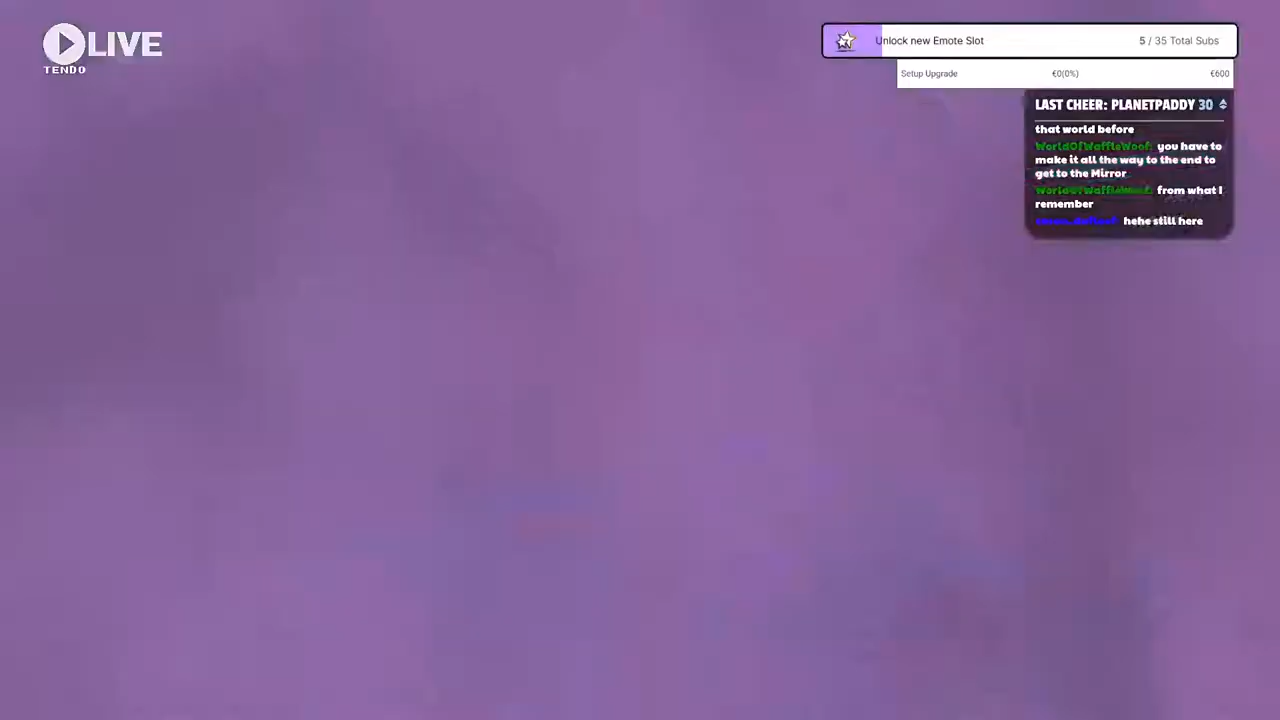 LIVE
TENDO
Unlock new Emote Slot 5 / 35 Total Subs
Setup Upgrade €0(0%) €600
LAST CHEER: PLANETPADDY 30
that world before
WorldOfWaffleWoof: you have to
make it all the way to the end to
get to the Mirror
WorldOfWaffleWoof: from what I
remember
hehe still here